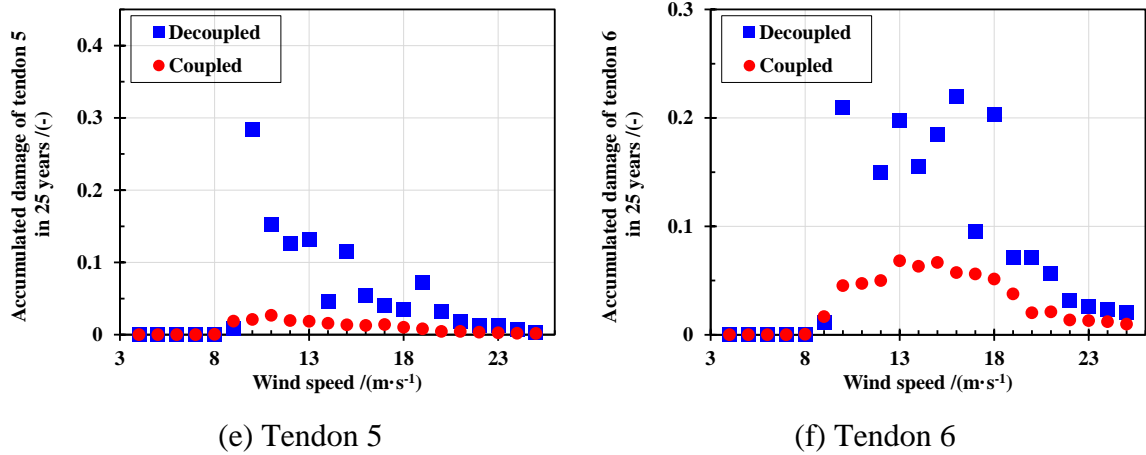 Accumulated damage of tendon 5
in 25 years /(-)
0.4
0.3
0.2
0.1
0
Decoupled
Coupled
3 8 13 18 23
Wind speed /(m·s⁻¹)
(e) Tendon 5
Accumulated damage of tendon 6
in 25 years /(-)
0.3
0.2
0.1
0
Decoupled
Coupled
3 8 13 18 23
Wind speed /(m·s⁻¹)
(f) Tendon 6